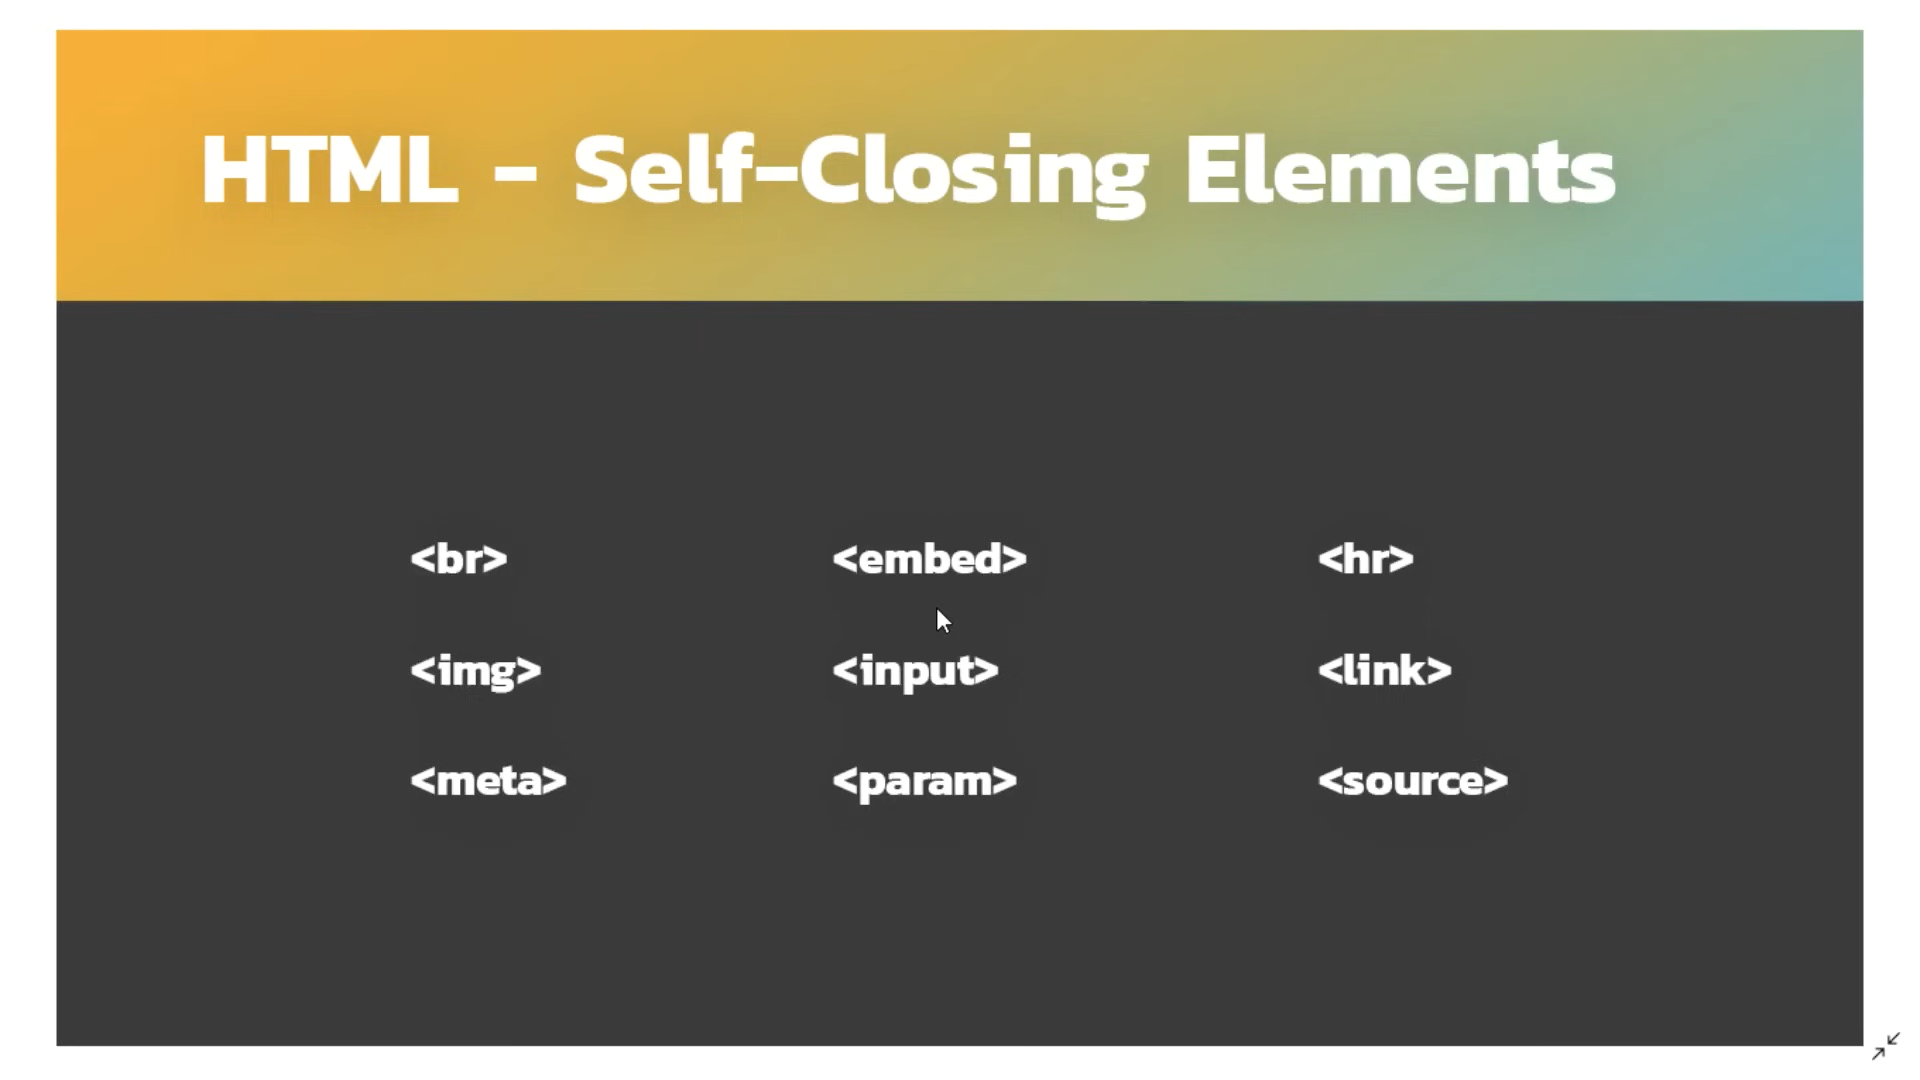 HTML - Self-Closing Elements
<br> <embed> <hr>
<img> <input> <link>
<meta> <param> <source>